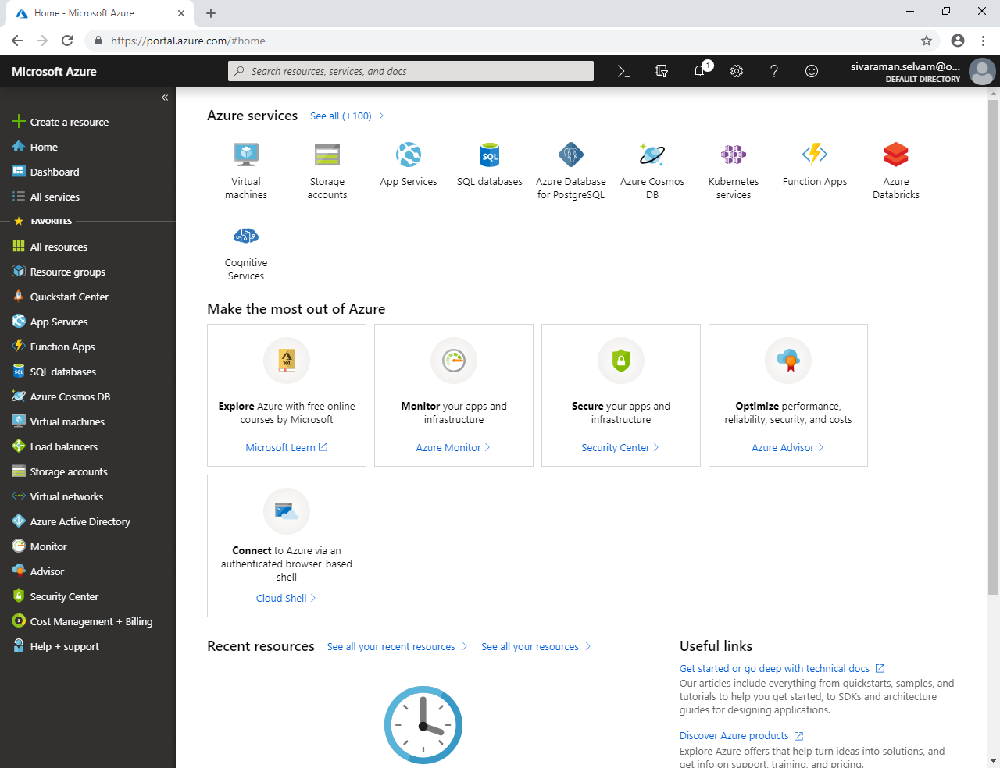 Home - Microsoft Azure
https://portal.azure.com/#home
Microsoft Azure
Search resources, services, and docs
1
sivaraman.selvam@o...
DEFAULT DIRECTORY
Create a resource
Home
Dashboard
All services
FAVORITES
All resources
Resource groups
Quickstart Center
App Services
Function Apps
SQL databases
Azure Cosmos DB
Virtual machines
Load balancers
Storage accounts
Virtual networks
Azure Active Directory
Monitor
Advisor
Security Center
Cost Management + Billing
Help + support
Azure services
See all (+100)
Virtual
machines
Storage
accounts
App Services
SQL
SQL databases
Azure Database
for PostgreSQL
Azure Cosmos
DB
Kubernetes
services
Function Apps
Azure
Databricks
Cognitive
Services
Make the most out of Azure
101
Explore Azure with free online
courses by Microsoft
Microsoft Learn
Monitor your apps and
infrastructure
Azure Monitor
Secure your apps and
infrastructure
Security Center
Optimize performance,
reliability, security, and costs
Azure Advisor
Connect to Azure via an
authenticated browser-based
shell
Cloud Shell
Recent resources
See all your recent resources
See all your resources
Useful links
Get started or go deep with technical docs
Our articles include everything from quickstarts, samples, and
tutorials to help you get started, to SDKs and architecture
guides for designing applications.
Discover Azure products
Explore Azure offers that help turn ideas into solutions, and
get info on support, training, and pricing.